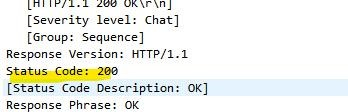 [HTTP/1.1 200 OK\r\n]
[Severity level: Chat]
[Group: Sequence]
Response Version: HTTP/1.1
Status Code: 200
[Status Code Description: OK]
Response Phrase: OK